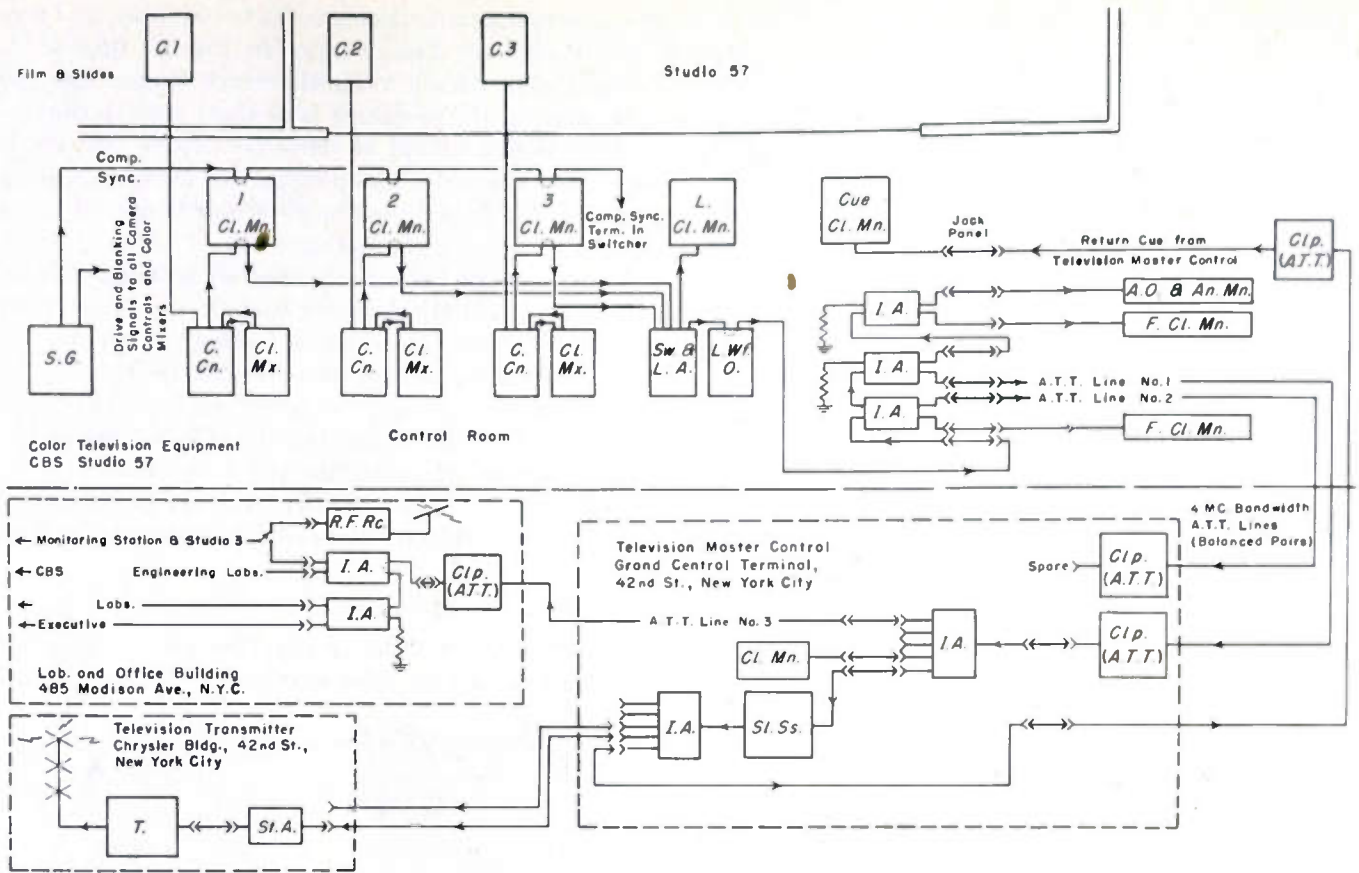 C.1
C.2
C.3
Film & Slides
Studio 57
Comp.
Sync.
1
Cl. Mn.
2
Cl. Mn.
3
Cl. Mn.
Comp. Sync.
Term. In
Switcher
L.
Cl. Mn.
Cue
Cl. Mn.
Jack
Panel
Return Cue from
Television Master Control
Clp.
(A.T.T.)
Drive and Blanking
Signals to all Camera
Controls and Color
Mixers
S.G.
C.
Cn.
Cl.
Mx.
C.
Cn.
Cl.
Mx.
C.
Cn.
Cl.
Mx.
Sw. &
L. A.
L. Wf.
O.
I. A.
A.O. & An. Mn.
F. Cl. Mn.
I. A.
A.T.T. Line No. 1
A.T.T. Line No. 2
I. A.
F. Cl. Mn.
Color Television Equipment
CBS Studio 57
Control Room
R.F. Rc.
Monitoring Station & Studio 3
I. A.
CBS
Engineering Labs.
Clp.
(A.T.T.)
Labs.
Executive
I.A.
Lab. and Office Building
485 Madison Ave., N.Y.C.
Television Master Control
Grand Central Terminal,
42nd St., New York City
4 MC Bandwidth
A.T.T. Lines
(Balanced Pairs)
Spare
Clp.
(A.T.T.)
A.T.T. Line No. 3
Cl. Mn.
I.A.
Clp.
(A.T.T.)
I.A.
St. Ss.
Television Transmitter
Chrysler Bldg., 42nd St.,
New York City
T.
St. A.